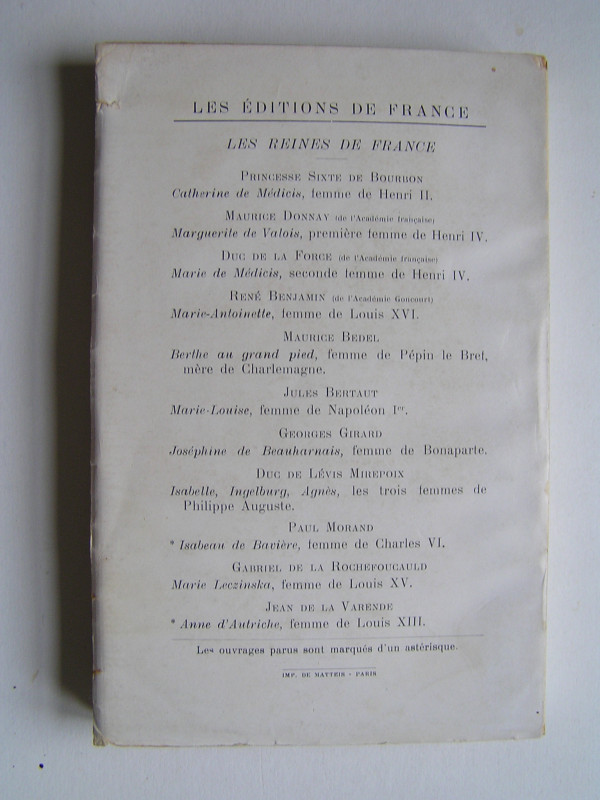 LES ÉDITIONS DE FRANCE
LES REINES DE FRANCE
PRINCESSE SIXTE DE BOURBON
Catherine de Médicis, femme de Henri II.
MAURICE DONNAY (de l'Académie française)
Marguerite de Valois, première femme de Henri IV.
DUC DE LA FORCE (de l'Académie française)
Marie de Médicis, seconde femme de Henri IV.
RENÉ BENJAMIN (de l'Académie Goncourt)
Marie-Antoinette, femme de Louis XVI.
MAURICE BEDEL
Berthe au grand pied, femme de Pépin le Bref,
mère de Charlemagne.
JULES BERTAUT
Marie-Louise, femme de Napoléon Ier.
GEORGES GIRARD
Joséphine de Beauharnais, femme de Bonaparte.
DUC DE LÉVIS MIREPOIX
Isabelle, Ingelburg, Agnès, les trois femmes de
Philippe Auguste.
PAUL MORAND
* Isabeau de Bavière, femme de Charles VI.
GABRIEL DE LA ROCHEFOUCAULD
Marie Leczinska, femme de Louis XV.
JEAN DE LA VARENDE
* Anne d'Autriche, femme de Louis XIII.
Les ouvrages parus sont marqués d'un astérisque.
IMP. DE MATTEIS - PARIS